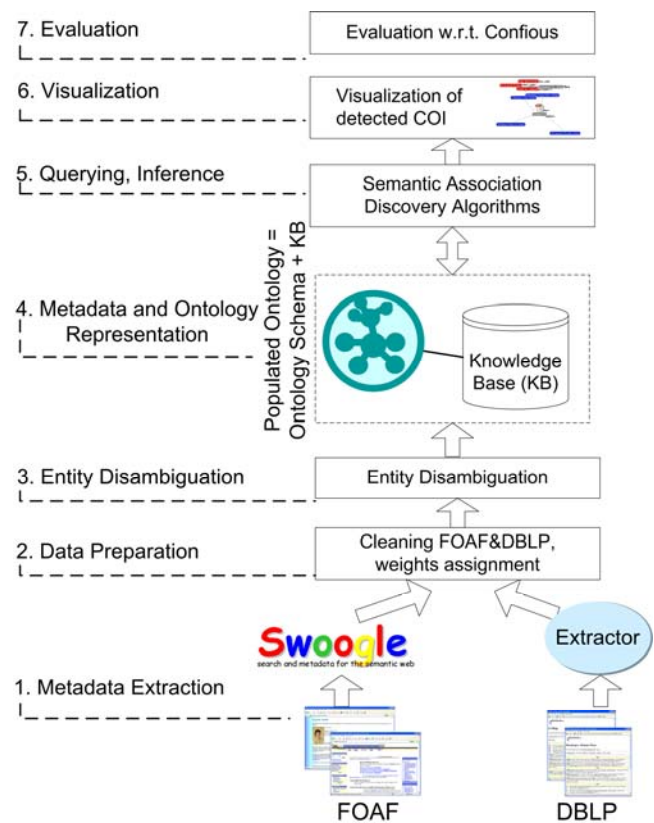 7. Evaluation
Evaluation w.r.t. Confious
6. Visualization
Visualization of
detected COI
5. Querying, Inference
Semantic Association
Discovery Algorithms
Populated Ontology =
Ontology Schema + KB
4. Metadata and Ontology
Representation
Knowledge
Base (KB)
3. Entity Disambiguation
Entity Disambiguation
2. Data Preparation
Cleaning FOAF&DBLP,
weights assignment
Swoogle
search and metadata for the semantic web
Extractor
1. Metadata Extraction
FOAF
DBLP